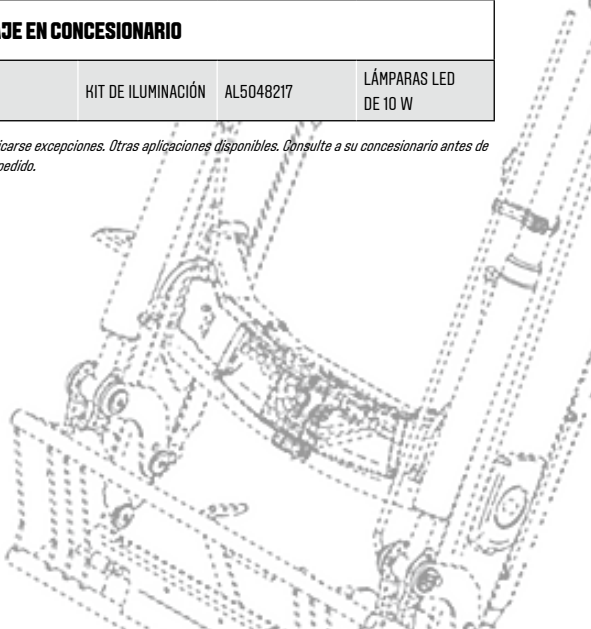 JE EN CONCESIONARIO
KIT DE ILUMINACIÓN AL5048217 LÁMPARAS LED
DE 10 W
icarse excepciones. Otras aplicaciones disponibles. Consulte a su concesionario antes de
pedido.